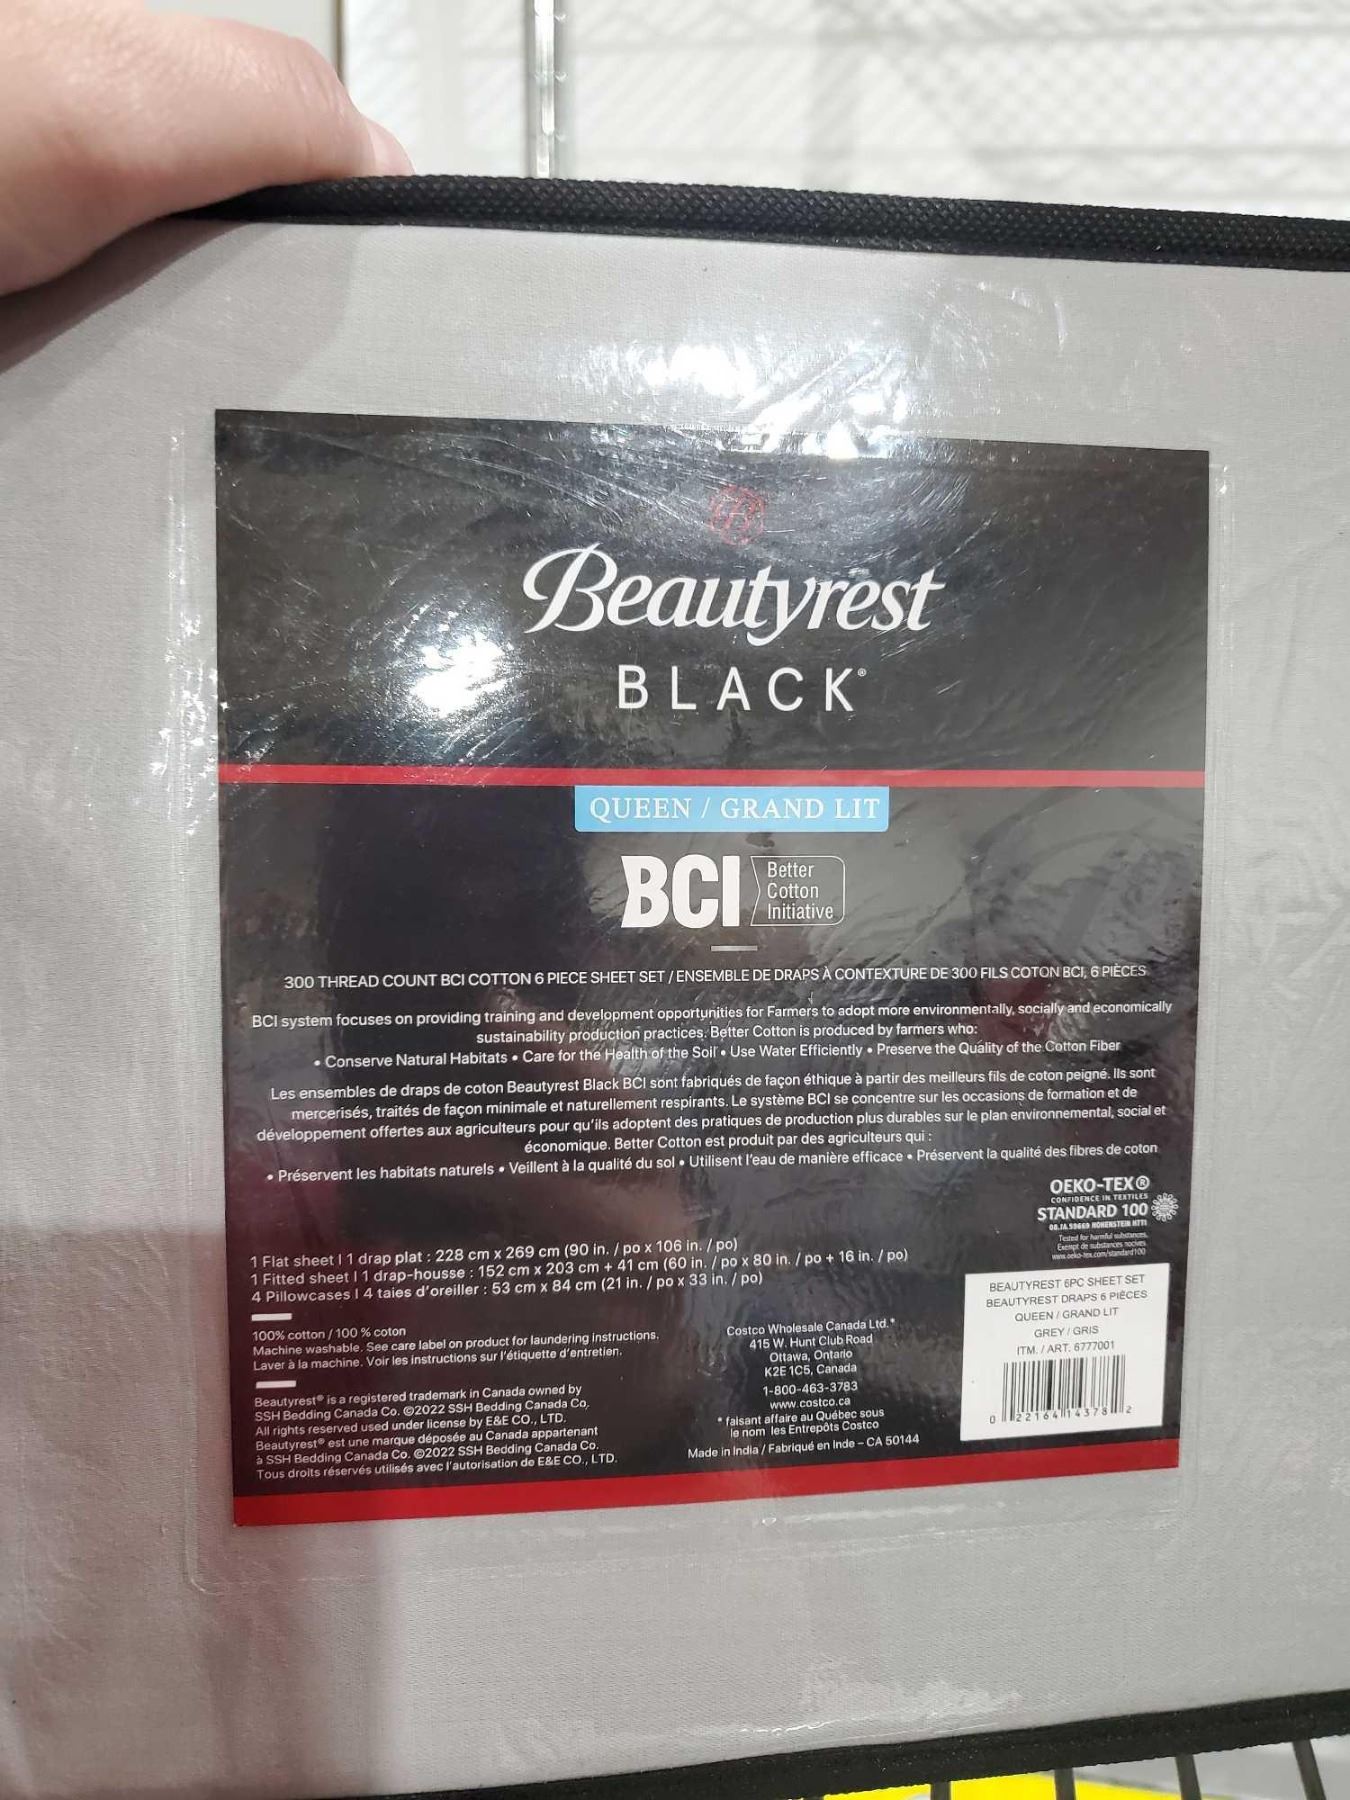 Beautyrest™
BLACK®
QUEEN / GRAND LIT
BCI Better
Cotton
Initiative
300 THREAD COUNT BCI COTTON 6 PIECE SHEET SET / ENSEMBLE DE DRAPS À CONTEXTURE DE 300 FILS COTON BCI, 6 PIÈCES
BCI system focuses on providing training and development opportunities for Farmers to adopt more environmentally, socially and economically
sustainability production practices. Better Cotton is produced by farmers who:
• Conserve Natural Habitats • Care for the Health of the Soil • Use Water Efficiently • Preserve the Quality of the Cotton Fiber
Les ensembles de draps de coton Beautyrest Black BCI sont fabriqués de façon éthique à partir des meilleurs fils de coton peigné. Ils sont
mercerisés, traités de façon minimale et naturellement respirants. Le système BCI se concentre sur les occasions de formation et de
développement offertes aux agriculteurs pour qu'ils adoptent des pratiques de production plus durables sur le plan environnemental, social et
économique. Better Cotton est produit par des agriculteurs qui :
• Préservent les habitats naturels • Veillent à la qualité du sol • Utilisent l'eau de manière efficace • Préservent la qualité des fibres de coton
OEKO-TEX®
CONFIDENCE IN TEXTILES
STANDARD 100
HOHENSTEIN HTTI
Tested for harmful substances.
Exempt de substances nocives.
www.oeko-tex.com/standard100
1 Flat sheet I 1 drap plat : 228 cm x 269 cm (90 in. / po x 106 in. / po)
1 Fitted sheet I 1 drap-housse : 152 cm x 203 cm + 41 cm (60 in. / po x 80 in. / po + 16 in. / po)
4 Pillowcases I 4 taies d'oreiller : 53 cm x 84 cm (21 in. / po x 33 in. / po)
100% cotton / 100 % coton
Machine washable. See care label on product for laundering instructions.
Laver à la machine. Voir les instructions sur l'étiquette d'entretien.
Beautyrest® is a registered trademark in Canada owned by
SSH Bedding Canada Co. ©2022 SSH Bedding Canada Co.
All rights reserved used under license by E&E CO., LTD.
Beautyrest® est une marque déposée au Canada appartenant
à SSH Bedding Canada Co. ©2022 SSH Bedding Canada Co.
Tous droits réservés utilisés avec l'autorisation de E&E CO., LTD.
Costco Wholesale Canada Ltd.*
415 W. Hunt Club Road
Ottawa, Ontario
K2E 1C5, Canada
1-800-463-3783
www.costco.ca
* faisant affaire au Québec sous
le nom les Entrepôts Costco
Made in India / Fabriqué en Inde – CA 50144
BEAUTYREST 6PC SHEET SET
BEAUTYREST DRAPS 6 PIÈCES
QUEEN / GRAND LIT
GREY / GRIS
ITM. / ART. 6777001
0 22164 14378 2